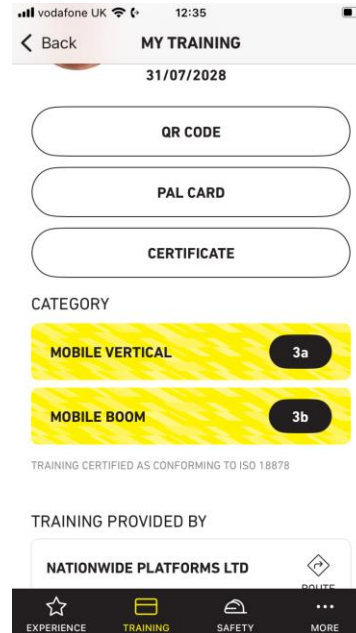 vodafone UK 12:35
Back MY TRAINING
31/07/2028
QR CODE
PAL CARD
CERTIFICATE
CATEGORY
MOBILE VERTICAL 3a
MOBILE BOOM 3b
TRAINING CERTIFIED AS CONFORMING TO ISO 18878
TRAINING PROVIDED BY
NATIONWIDE PLATFORMS LTD
ROUTE
EXPERIENCE TRAINING SAFETY MORE